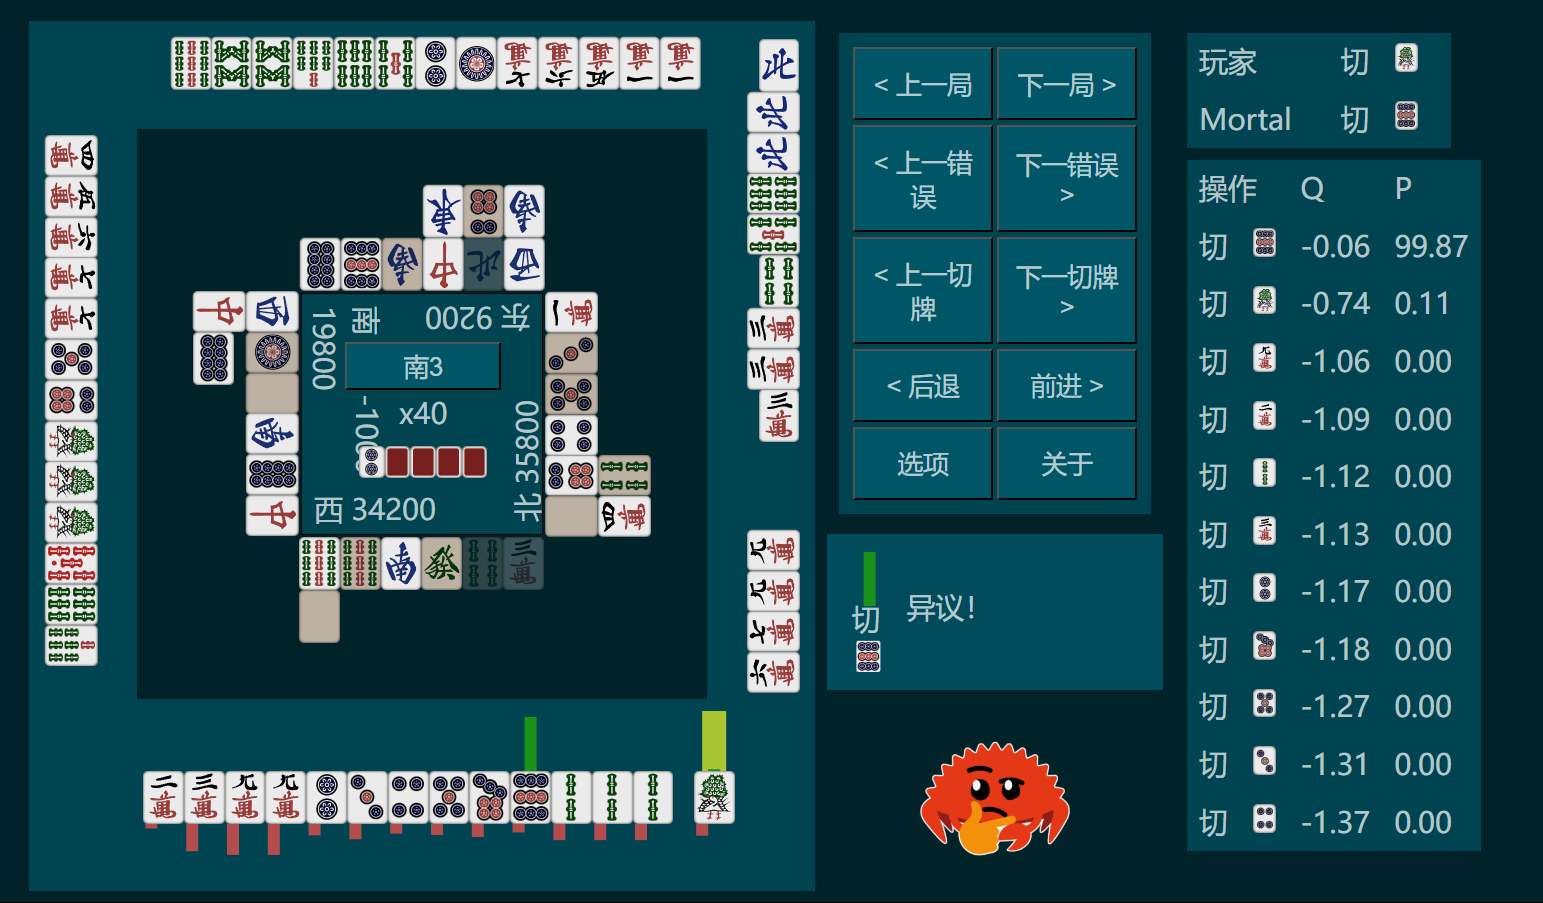 < 上一局
下一局 >
< 上一错
误
下一错误
>
< 上一切
牌
下一切牌
>
< 后退
前进 >
选项
关于
切
异议!
玩家 切
Mortal 切
操作 Q P
切 -0.06 99.87
切 -0.74 0.11
切 -1.06 0.00
切 -1.09 0.00
切 -1.12 0.00
切 -1.13 0.00
切 -1.17 0.00
切 -1.18 0.00
切 -1.27 0.00
切 -1.31 0.00
切 -1.37 0.00
东 9200
南 19800
南3
x40
北 35800
西 34200